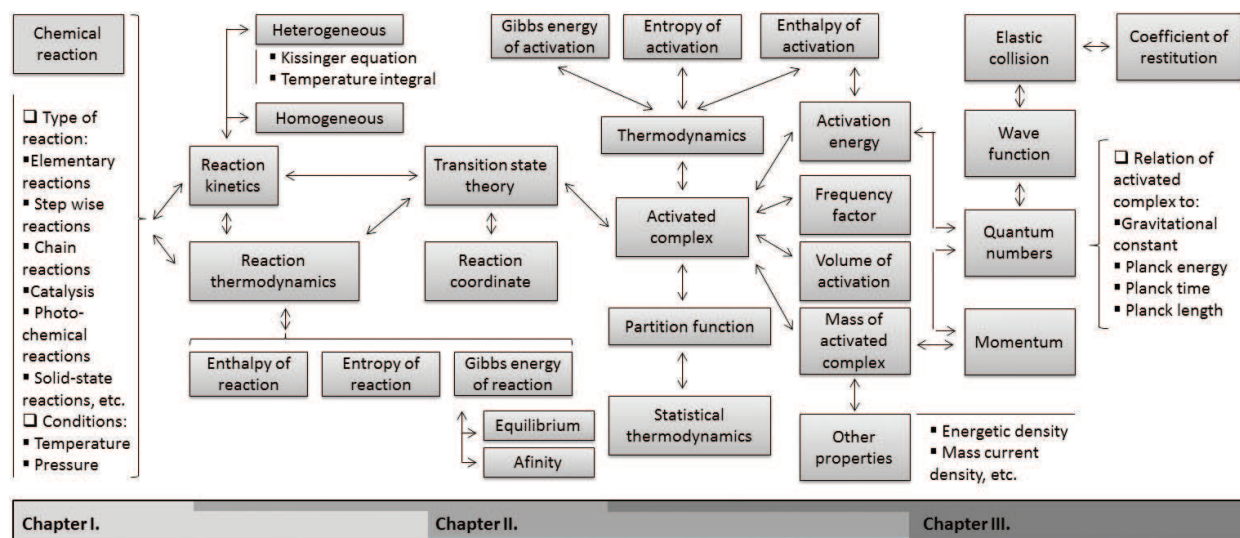 Chemical
reaction
❑ Type of
reaction:
▪Elementary
reactions
▪ Step wise
reactions
▪ Chain
reactions
▪Catalysis
▪ Photo-
chemical
reactions
▪ Solid-state
reactions, etc.
❑ Conditions:
▪ Temperature
▪ Pressure
Heterogeneous
▪ Kissinger equation
▪ Temperature integral
Homogeneous
Reaction
kinetics
Reaction
thermodynamics
Enthalpy of
reaction
Entropy of
reaction
Gibbs energy
of reaction
Equilibrium
Afinity
Transition state
theory
Reaction
coordinate
Gibbs energy
of activation
Entropy of
activation
Enthalpy of
activation
Thermodynamics
Activated
complex
Partition function
Statistical
thermodynamics
Activation
energy
Frequency
factor
Volume of
activation
Mass of
activated
complex
Other
properties
▪ Energetic density
▪ Mass current
density, etc.
Elastic
collision
Coefficient of
restitution
Wave
function
Quantum
numbers
Momentum
❑ Relation of
activated
complex to:
▪Gravitational
constant
▪ Planck energy
▪ Planck time
▪ Planck length
Chapter I.
Chapter II.
Chapter III.